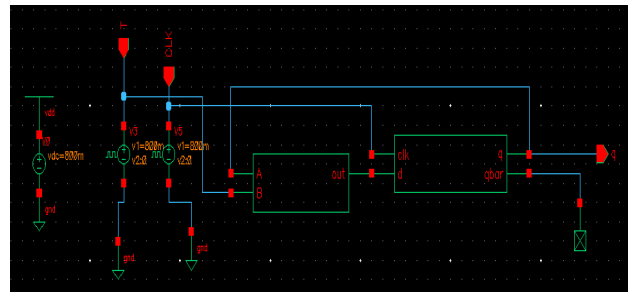 T
CLK
vdd
V0
vdc=800m
gnd
V3
v1=800m
v2:0
gnd
V5
v1=800m
v2:0
gnd
A
B
out
clk
d
q
qbar
q